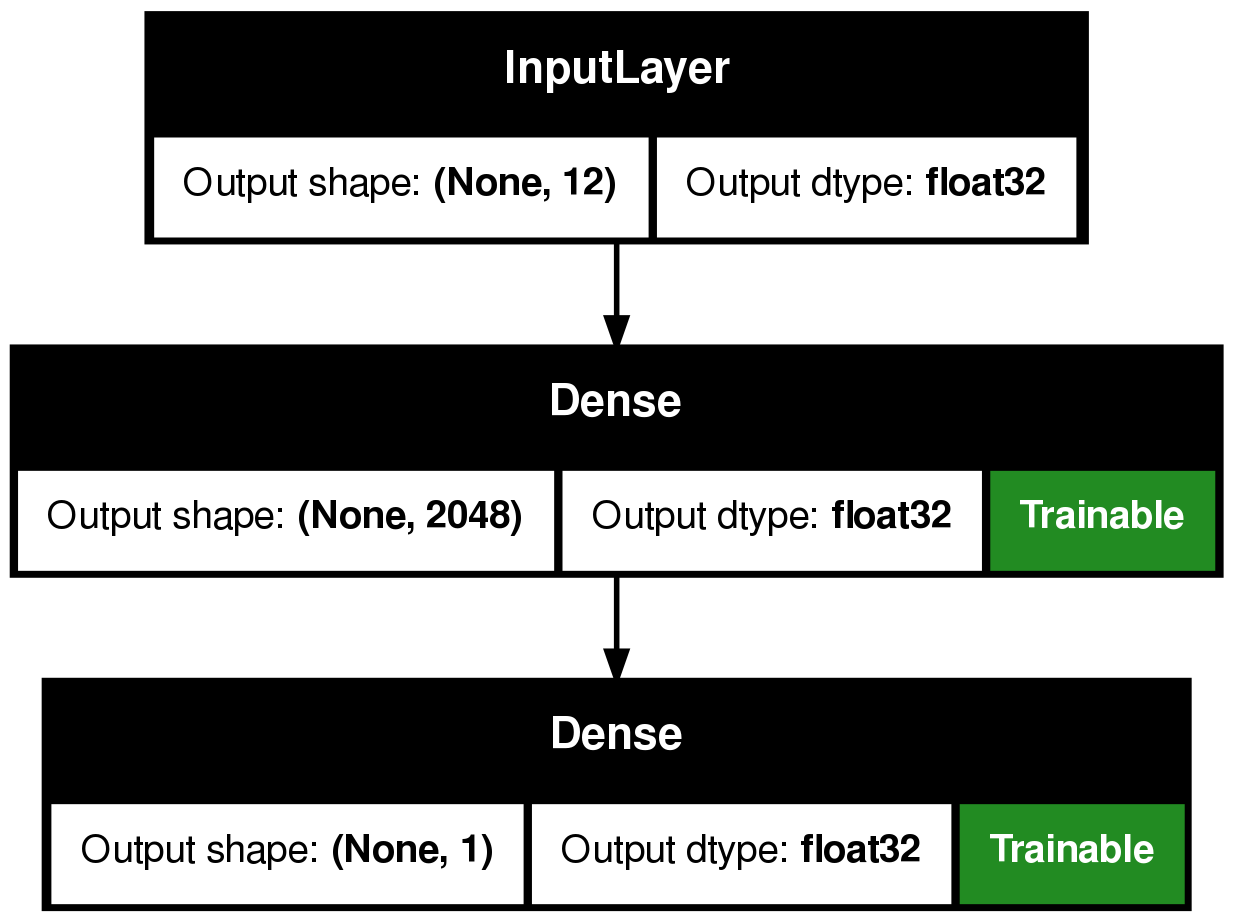 InputLayer
Output shape: (None, 12) Output dtype: float32
Dense
Output shape: (None, 2048) Output dtype: float32 Trainable
Dense
Output shape: (None, 1) Output dtype: float32 Trainable